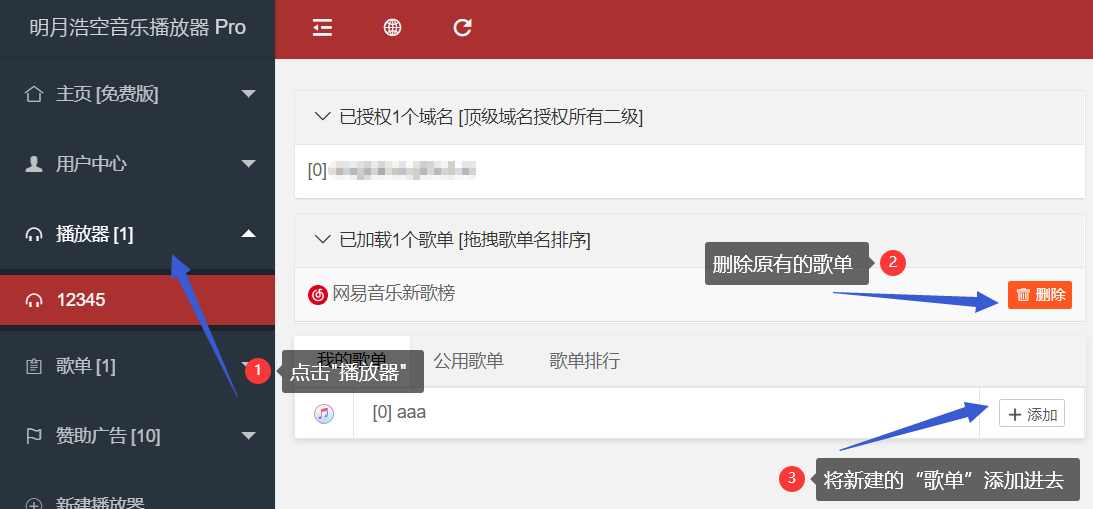 明月浩空音乐播放器 Pro
主页 [免费版]
用户中心
播放器 [1]
12345
歌单 [1]
赞助广告 [10]
新建播放器
已授权1个域名 [顶级域名授权所有二级]
[0]
已加载1个歌单 [拖拽歌单名排序]
删除原有的歌单
2
网易音乐新歌榜
删除
我的歌单
公用歌单
歌单排行
1
点击"播放器"
[0] aaa
添加
3
将新建的“歌单”添加进去